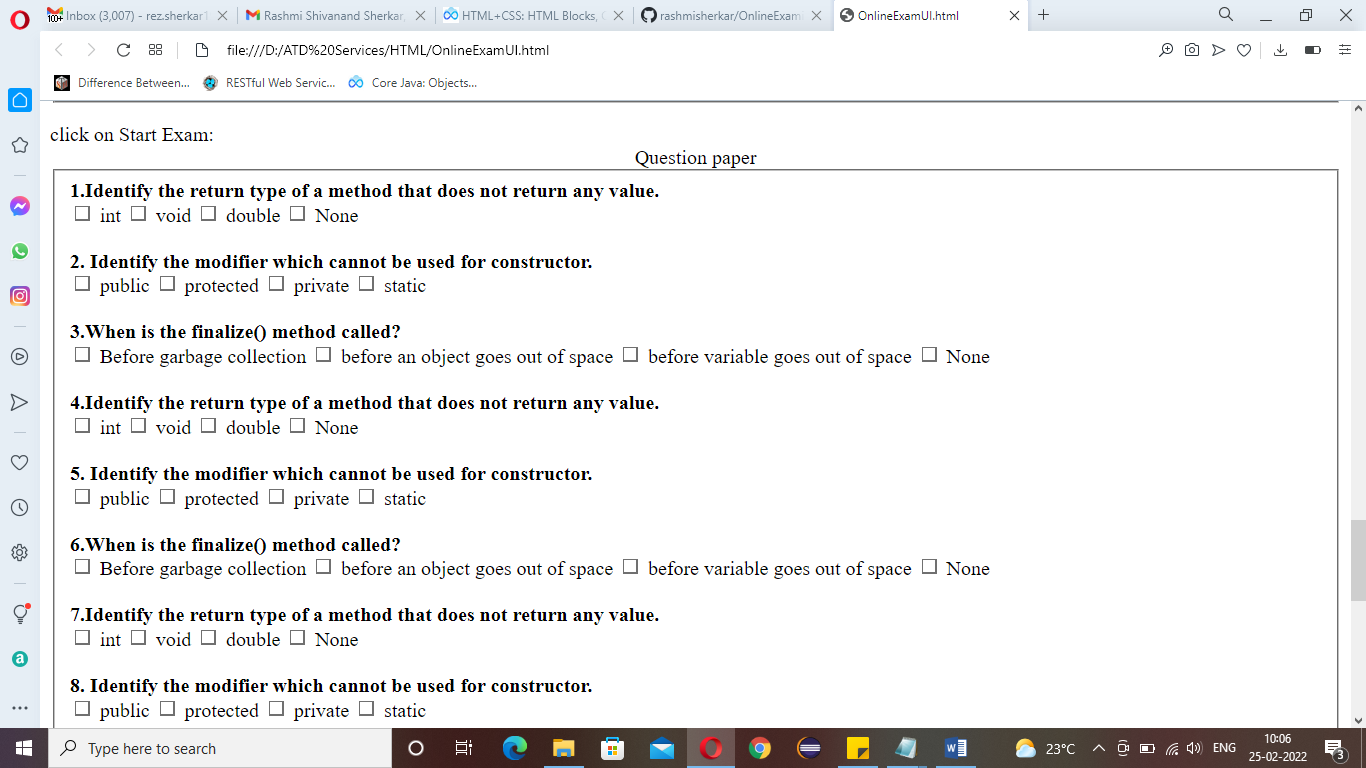 Inbox (3,007) - rez.sherkar1
Rashmi Shivanand Sherkar,
HTML+CSS: HTML Blocks, C
rashmisherkar/OnlineExam
OnlineExamUI.html
file:///D:/ATD%20Services/HTML/OnlineExamUI.html
Difference Between...
RESTful Web Servic...
Core Java: Objects...
click on Start Exam:
Question paper
1.Identify the return type of a method that does not return any value.
int void double None
2. Identify the modifier which cannot be used for constructor.
public protected private static
3.When is the finalize() method called?
Before garbage collection before an object goes out of space before variable goes out of space None
4.Identify the return type of a method that does not return any value.
int void double None
5. Identify the modifier which cannot be used for constructor.
public protected private static
6.When is the finalize() method called?
Before garbage collection before an object goes out of space before variable goes out of space None
7.Identify the return type of a method that does not return any value.
int void double None
8. Identify the modifier which cannot be used for constructor.
public protected private static
Type here to search
23°C
ENG
10:06
25-02-2022
3